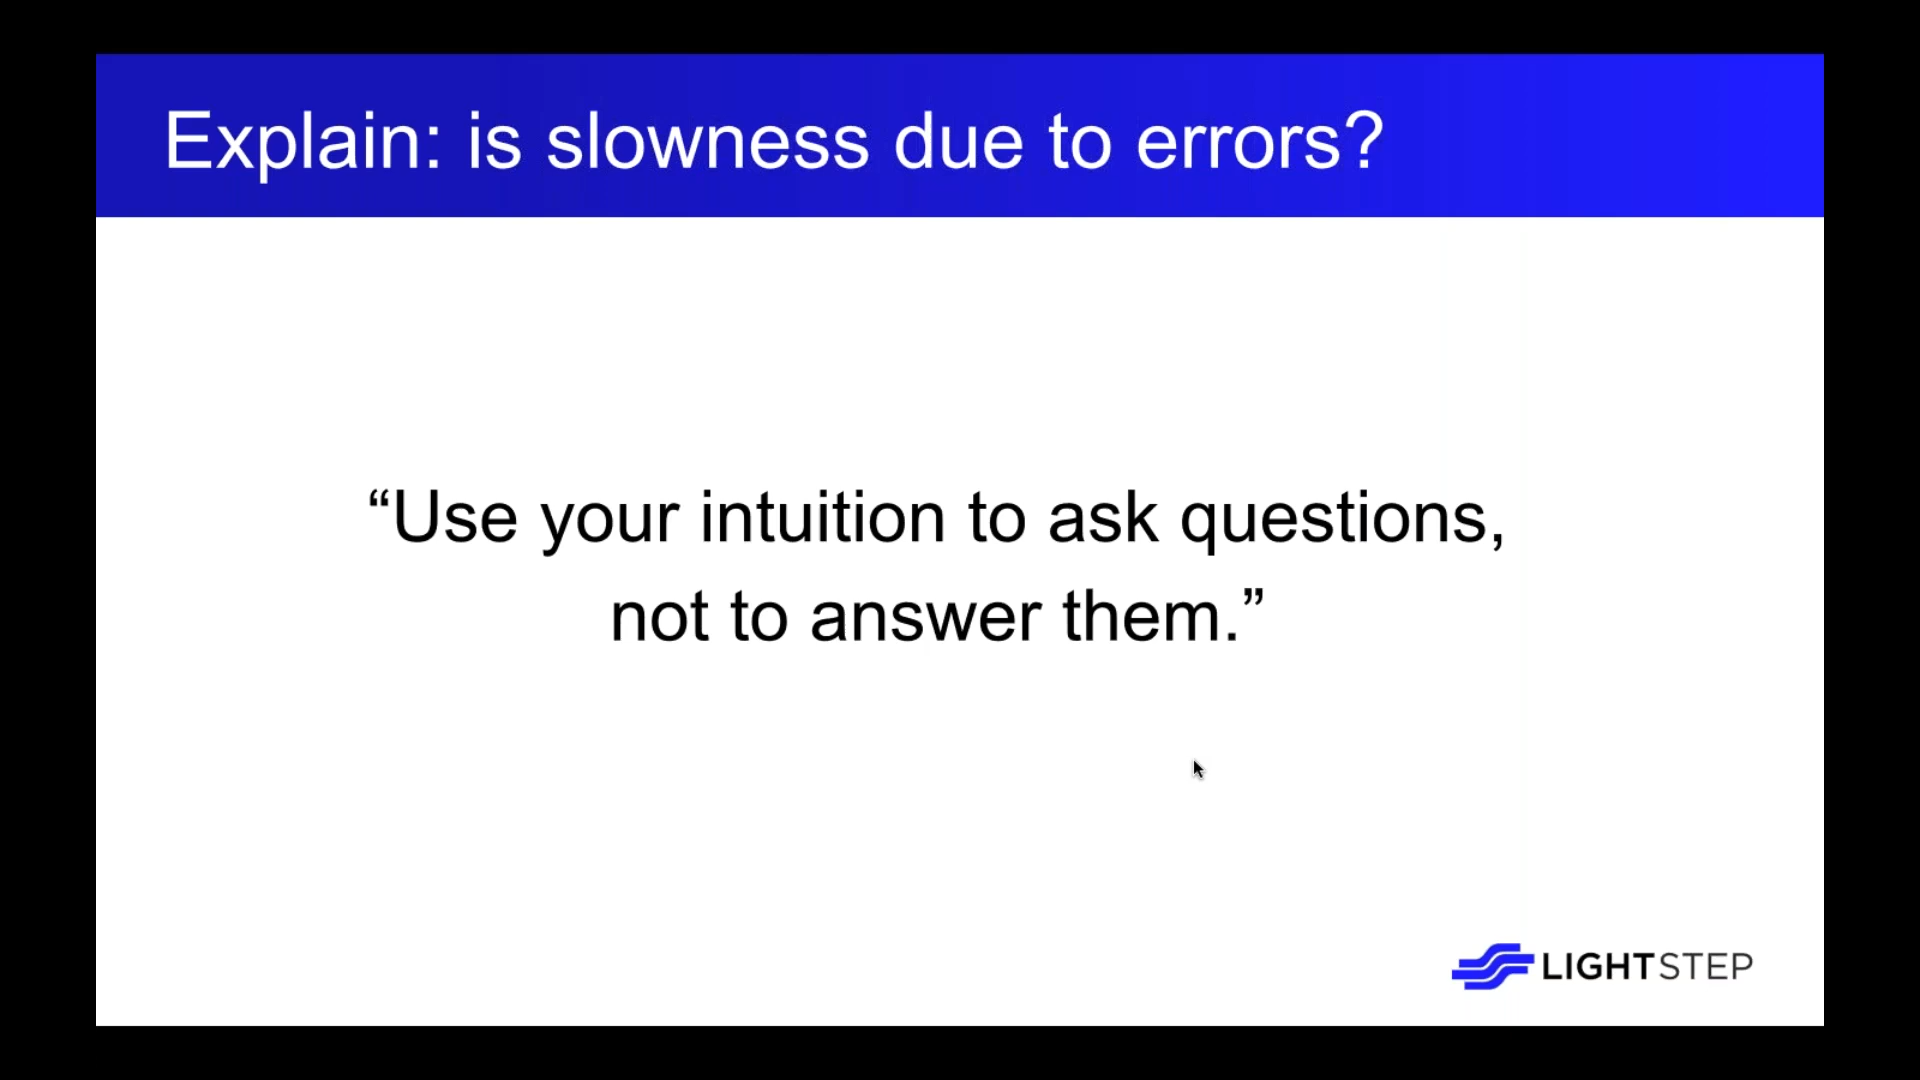 Explain: is slowness due to errors?
“Use your intuition to ask questions,
not to answer them.”
LIGHTSTEP